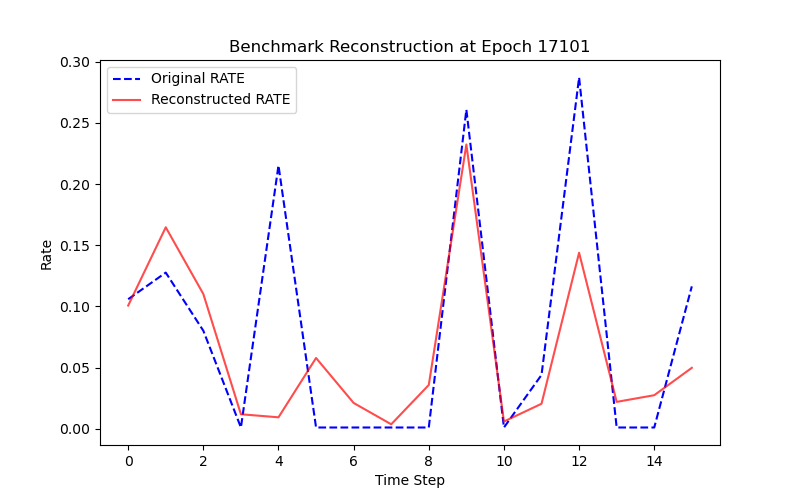 Benchmark Reconstruction at Epoch 17101
Original RATE
Reconstructed RATE
0.30
0.25
0.20
0.15
0.10
0.05
0.00
Rate
0 2 4 6 8 10 12 14
Time Step